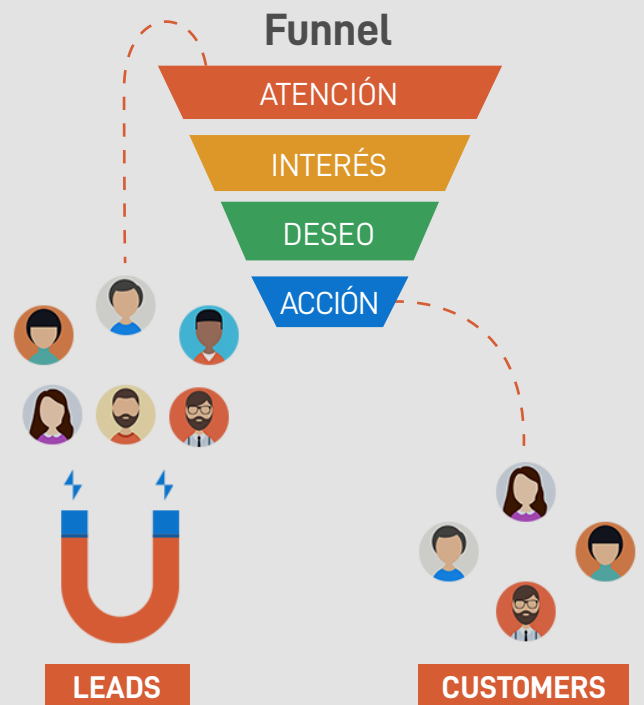 Funnel
ATENCIÓN
INTERÉS
DESEO
ACCIÓN
LEADS
CUSTOMERS